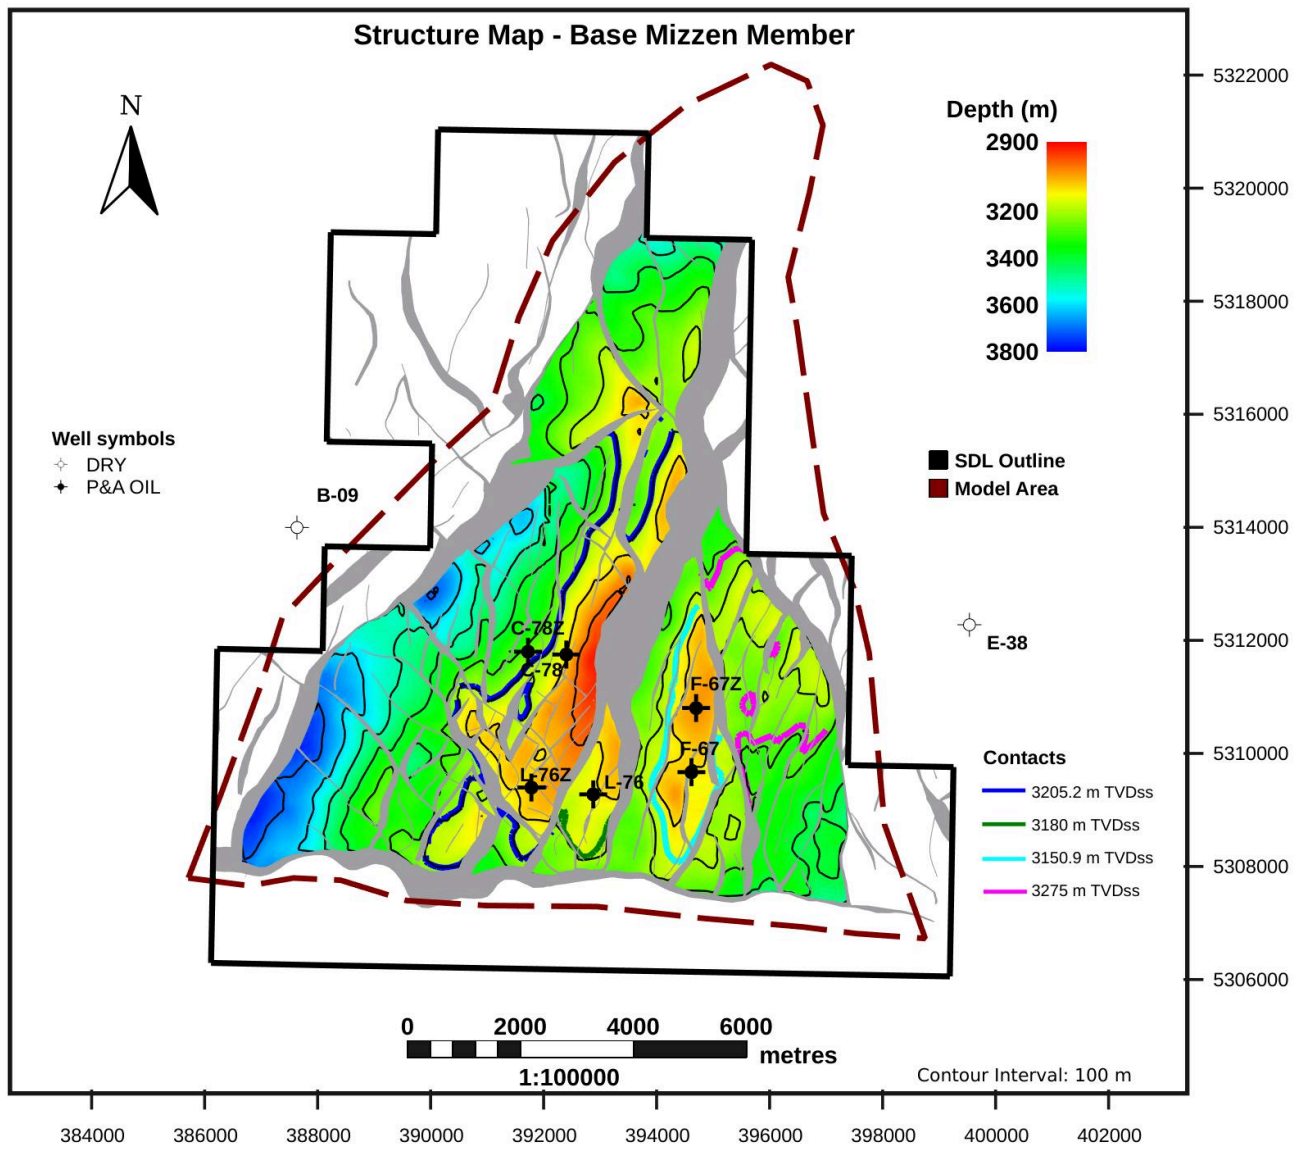 Structure Map - Base Mizzen Member
N
Depth (m)
2900
3200
3400
3600
3800
5322000
5320000
5318000
5316000
5314000
5312000
5310000
5308000
5306000
Well symbols
DRY
P&A OIL
B-09
SDL Outline
Model Area
E-38
C-78Z
C-78
F-67Z
F-67
L-76Z
L-76
Contacts
3205.2 m TVDss
3180 m TVDss
3150.9 m TVDss
3275 m TVDss
0 2000 4000 6000
metres
1:100000
Contour Interval: 100 m
384000 386000 388000 390000 392000 394000 396000 398000 400000 402000